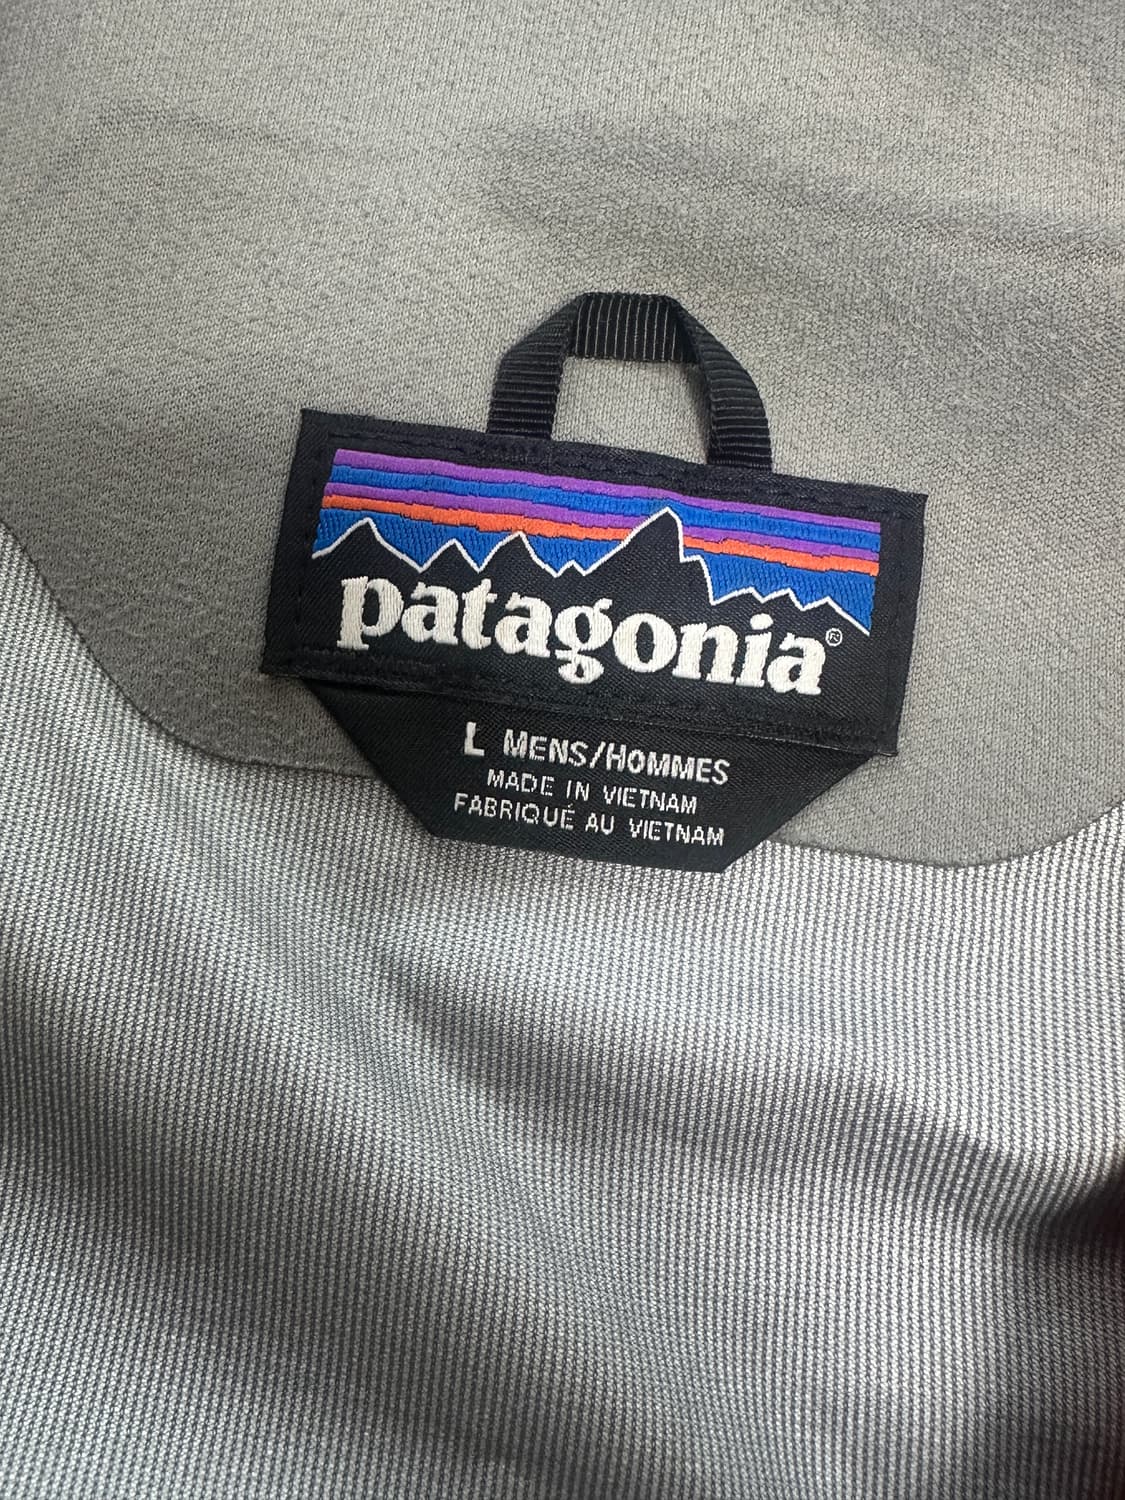 patagonia®
L MENS/HOMMES
MADE IN VIETNAM
FABRIQUÉ AU VIETNAM